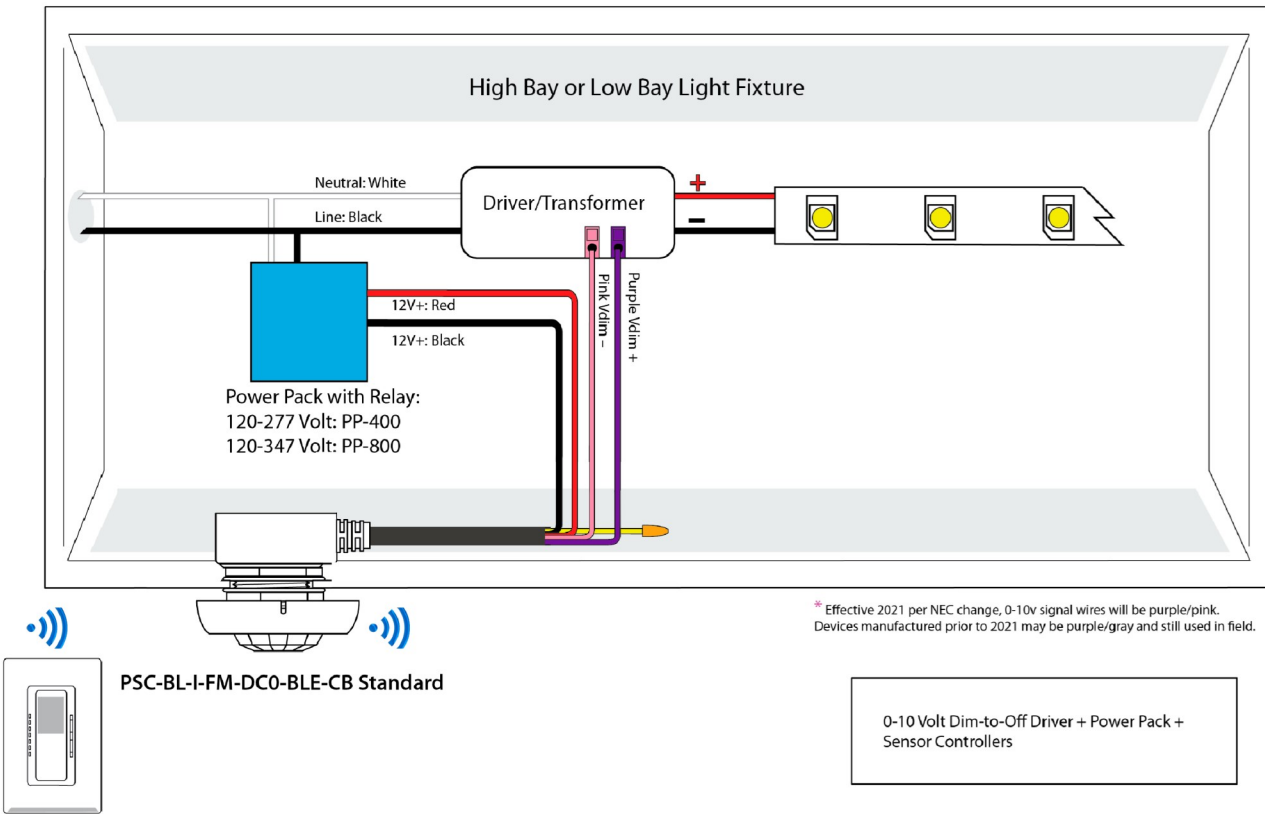 High Bay or Low Bay Light Fixture
Neutral: White
Driver/Transformer
+
Line: Black
–
12V+: Red
12V+: Black
Pink Vdim –
Purple Vdim +
Power Pack with Relay:
120-277 Volt: PP-400
120-347 Volt: PP-800
* Effective 2021 per NEC change, 0-10v signal wires will be purple/pink.
Devices manufactured prior to 2021 may be purple/gray and still used in field.
PSC-BL-I-FM-DC0-BLE-CB Standard
0-10 Volt Dim-to-Off Driver + Power Pack +
Sensor Controllers